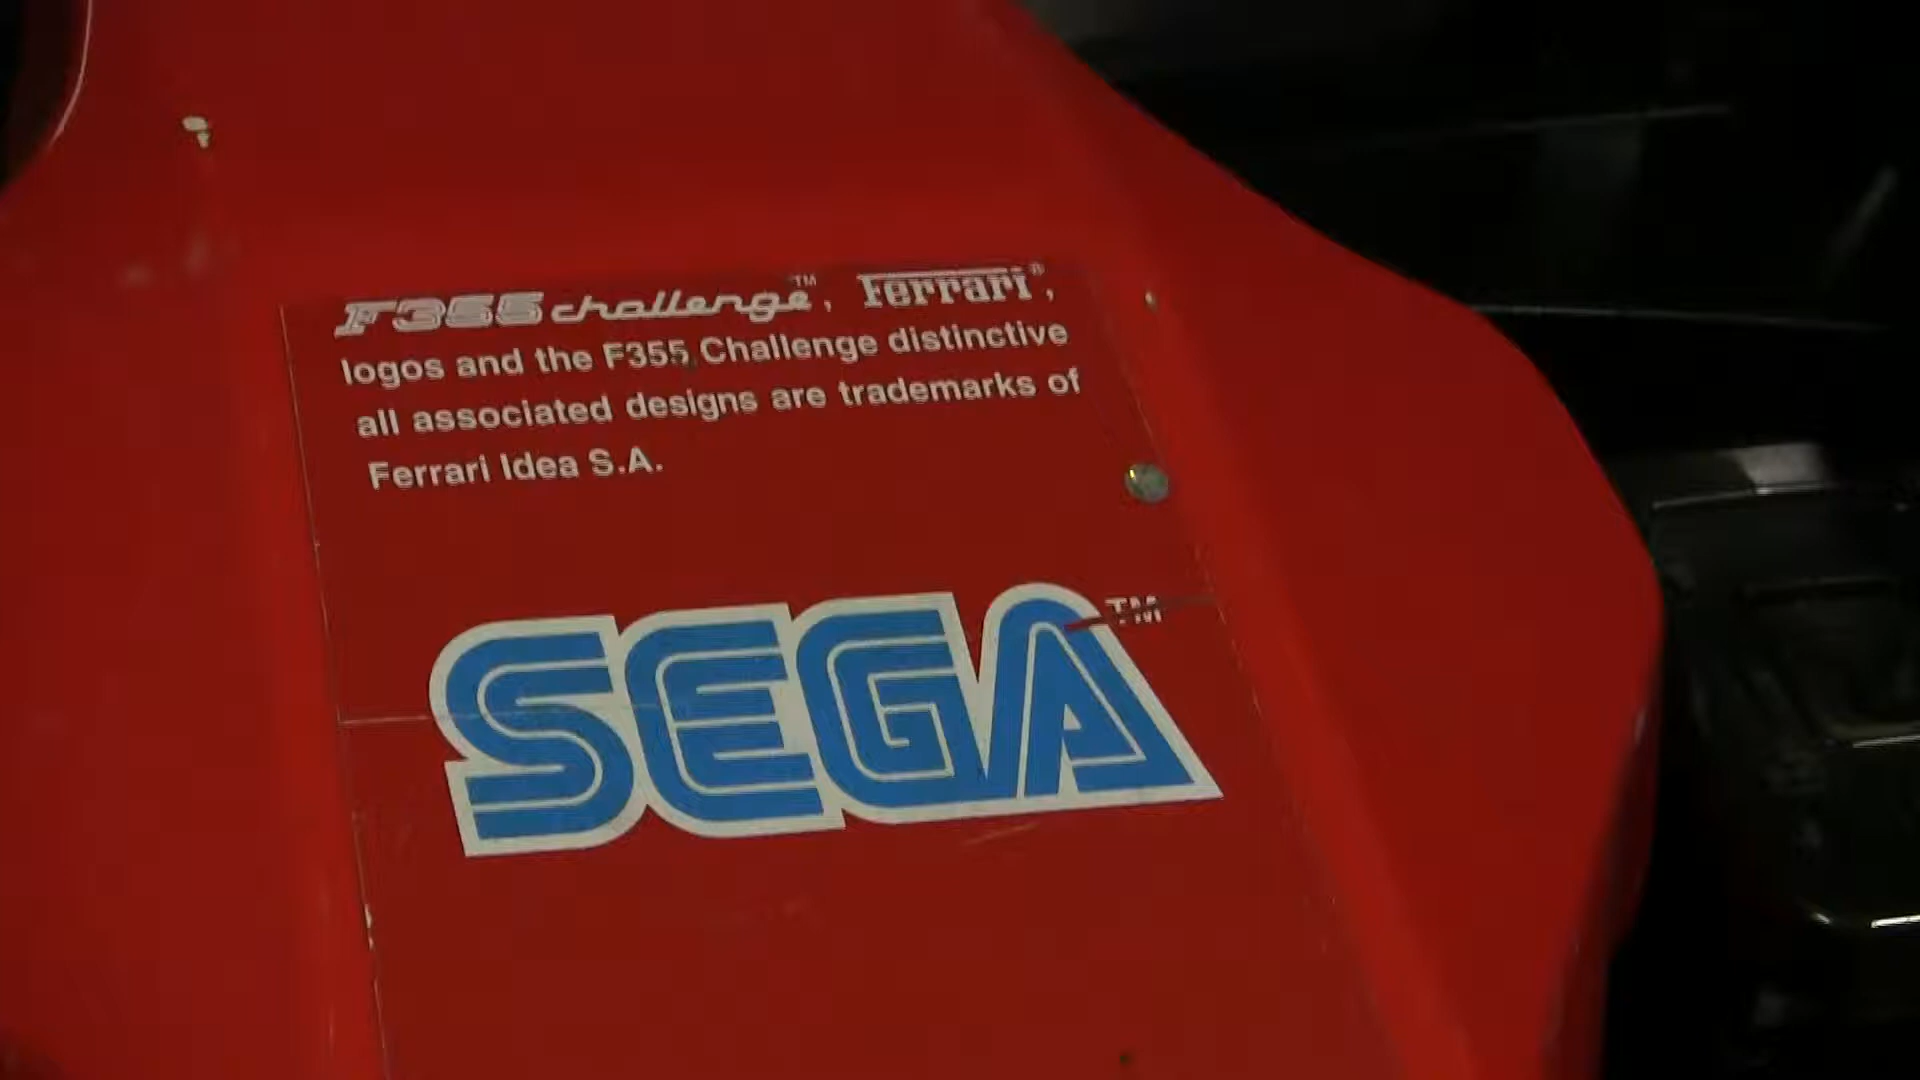 F355 challenge™, Ferrari®,
logos and the F355 Challenge distinctive
all associated designs are trademarks of
Ferrari Idea S.A.
SEGA™